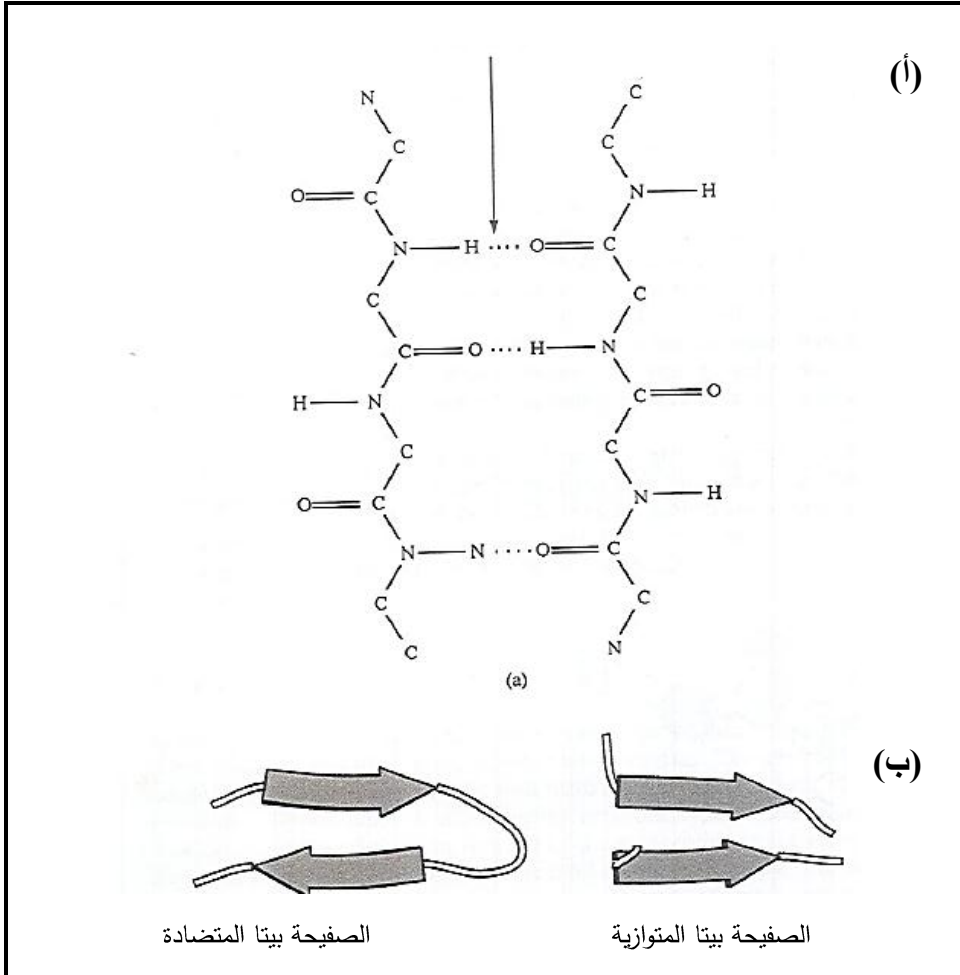 (أ)
N C
C C
O C N H
N H O C
C C
C O H N
H N C O
C C
O C N H
N N O C
C C
C N
(a)
(ب)
الصفيحة بيتا المتوازية
الصفيحة بيتا المتضادة